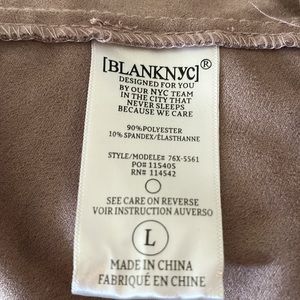 [BLANKNYC]®
DESIGNED FOR
YOU BY OUR NYC TEAM
IN THE CITY THAT
NEVER SLEEPS
BECAUSE WE CARE
90%POLYESTER
10% SPANDEX/ÉLASTHANNE
STYLE/MODELE# 76X-5561
PO# 115405
RN# 114542
SEE CARE ON REVERSE
VOIR INSTRUCTION AUVERSO
L
MADE IN CHINA
FABRIQUÉ EN CHINE